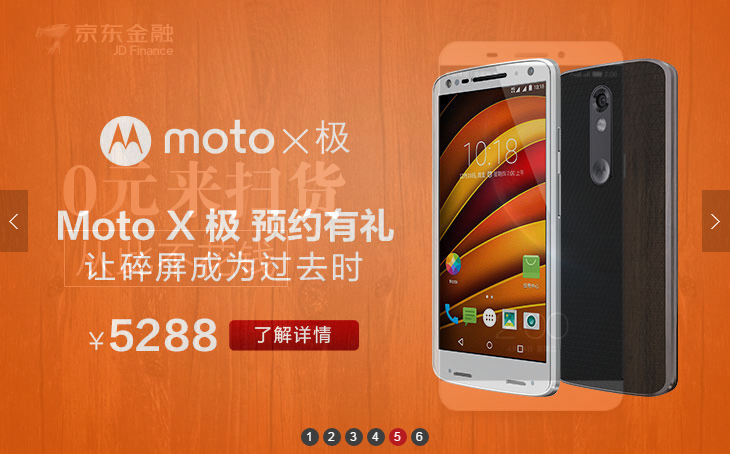 京东金融
JD Finance
moto X 极
0元来扫货
Moto X 极 预约有礼
让碎屏成为过去时
¥5288
了解详情
10:18
10:18
1 2 3 4 5 6